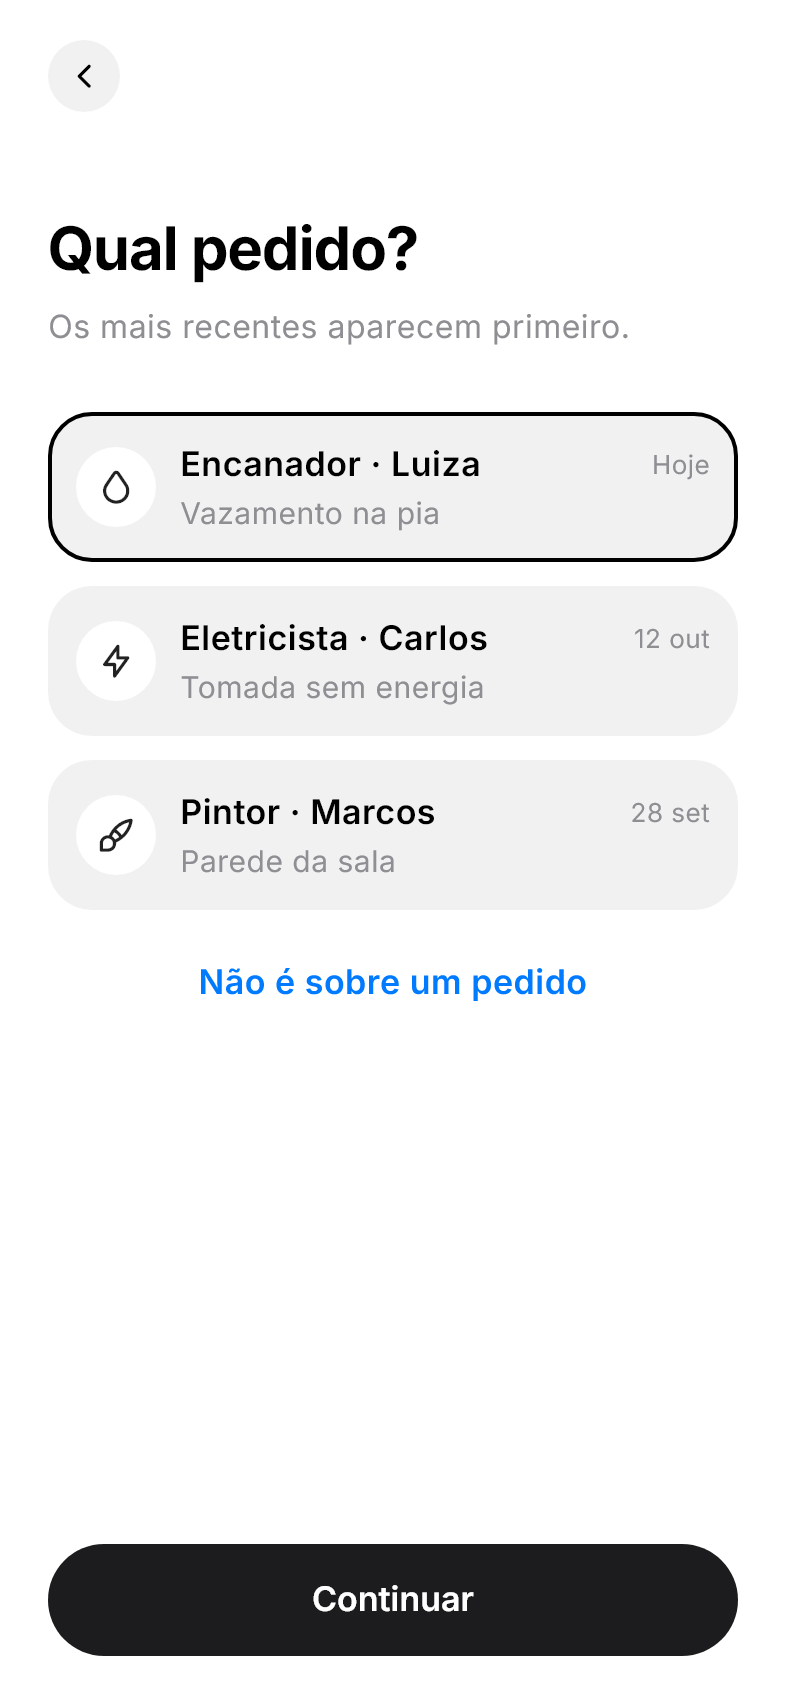 Qual pedido?
Os mais recentes aparecem primeiro.
Encanador · Luiza
Hoje
Vazamento na pia
Eletricista · Carlos
12 out
Tomada sem energia
Pintor · Marcos
28 set
Parede da sala
Não é sobre um pedido
Continuar